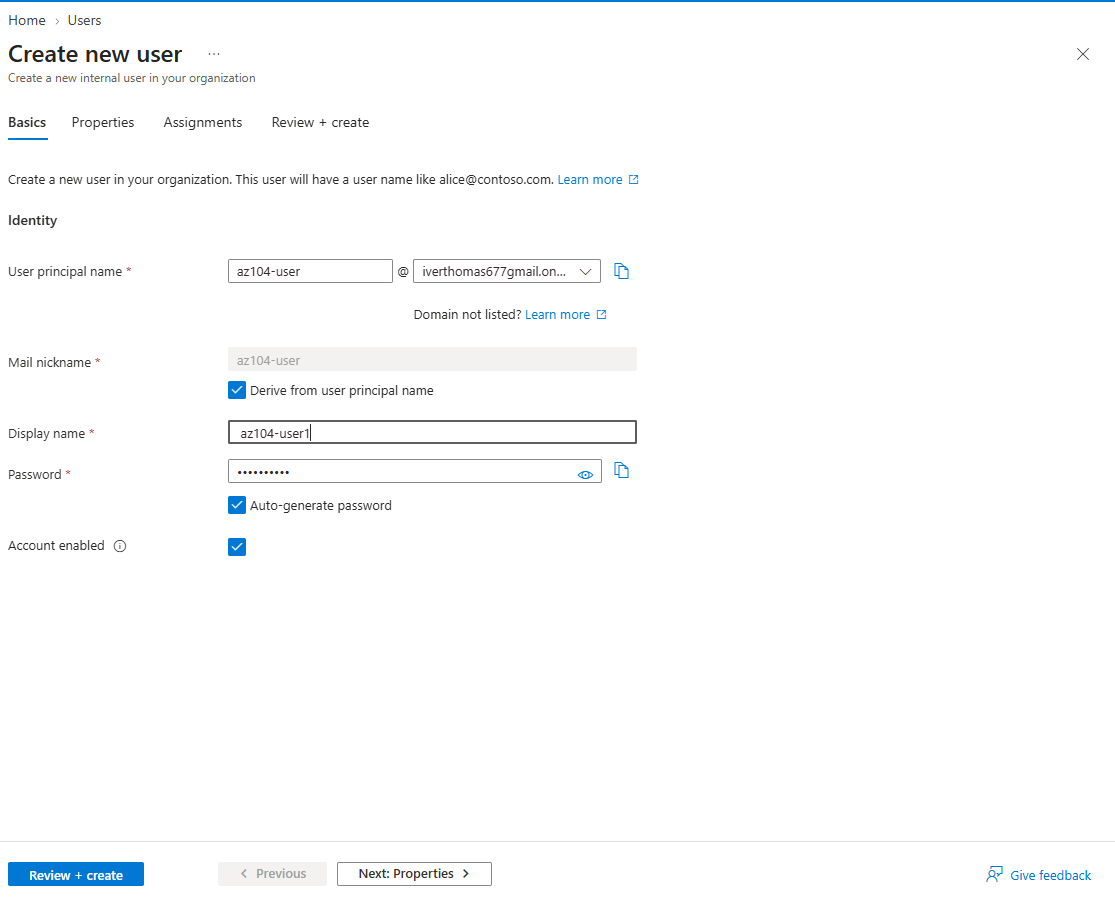 Home > Users
Create new user ...
Create a new internal user in your organization
Basics Properties Assignments Review + create
Create a new user in your organization. This user will have a user name like alice@contoso.com. Learn more
Identity
User principal name * az104-user @ iverthomas677gmail.on...
Domain not listed? Learn more
Mail nickname * az104-user
Derive from user principal name
Display name * az104-user1
Password * ••••••••••
Auto-generate password
Account enabled
Review + create < Previous Next: Properties > Give feedback